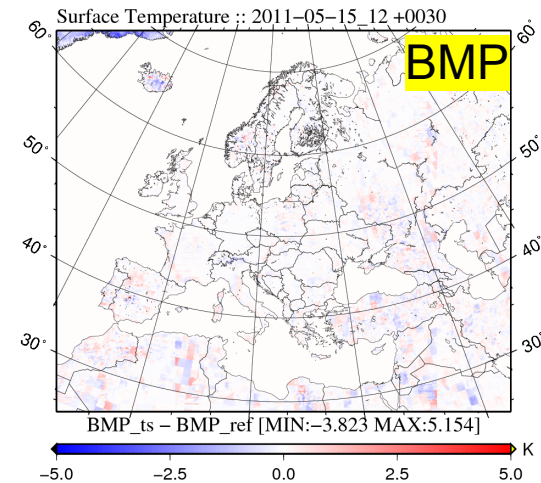 Surface Temperature :: 2011-05-15_12 +0030
BMP
60°
60°
50°
50°
40°
40°
30°
30°
BMP_ts − BMP_ref [MIN:−3.823 MAX:5.154]
K
−5.0 −2.5 0.0 2.5 5.0